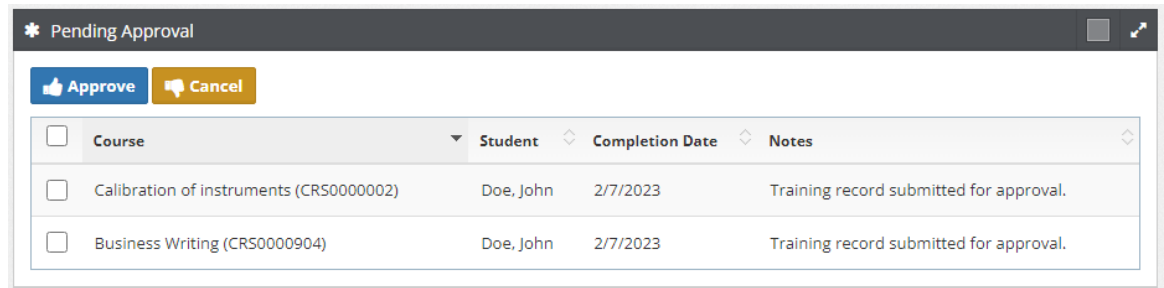 Pending Approval
Approve Cancel
Course Student Completion Date Notes
Calibration of instruments (CRS0000002) Doe, John 2/7/2023 Training record submitted for approval.
Business Writing (CRS0000904) Doe, John 2/7/2023 Training record submitted for approval.